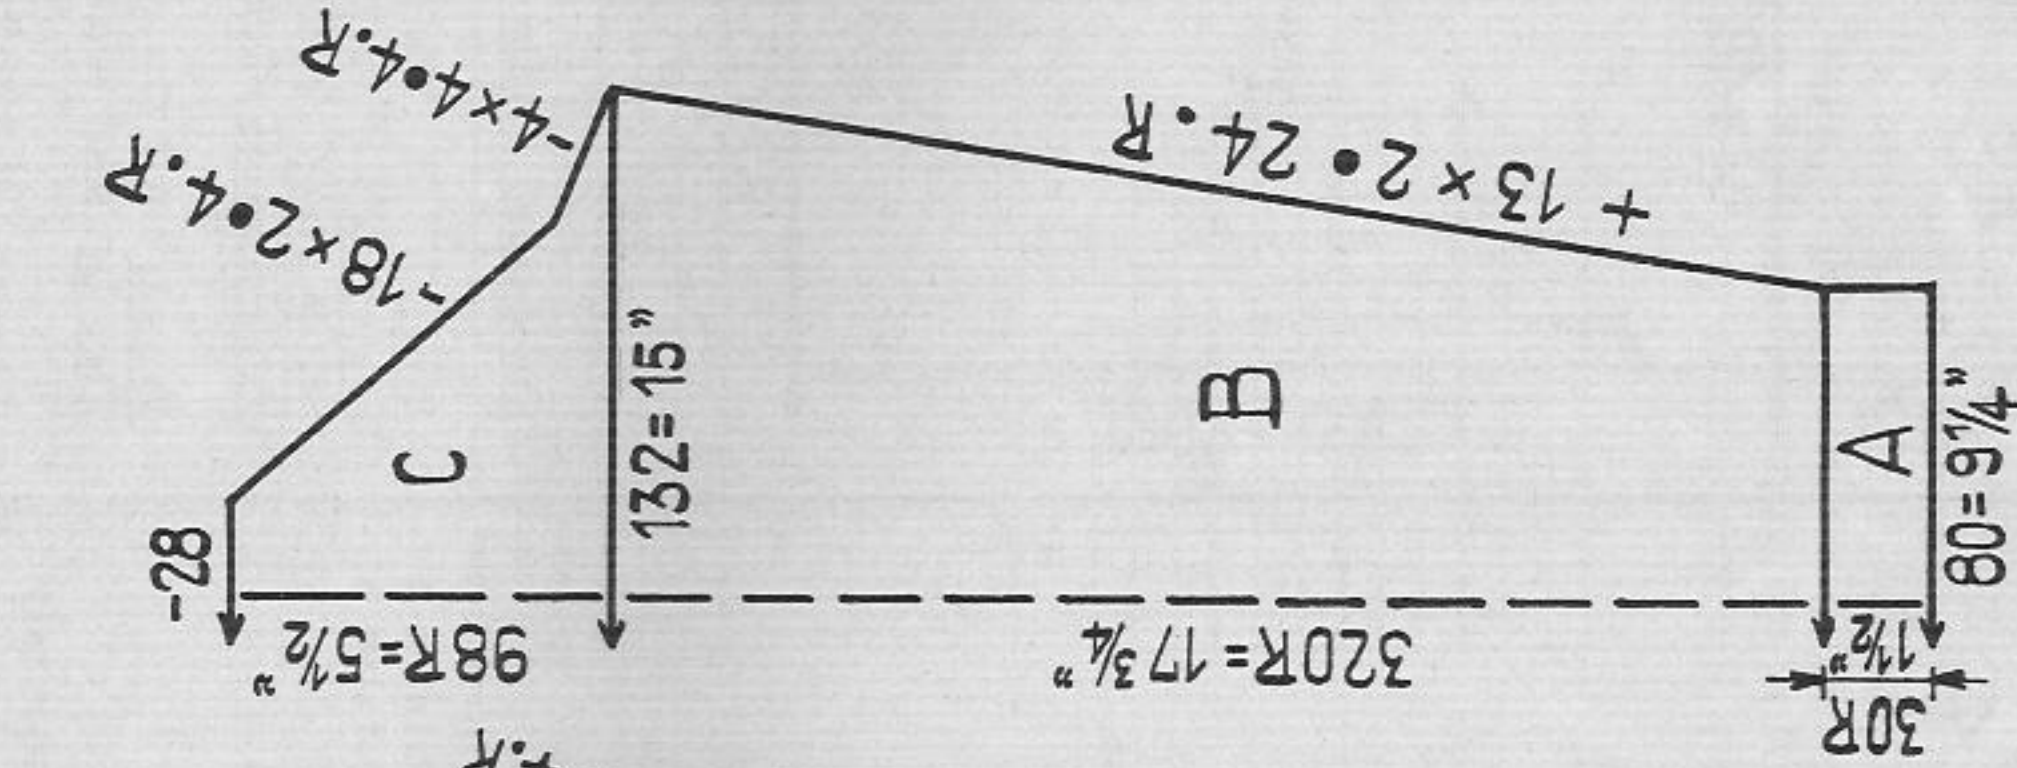 -28
-18×2•4.R
-4×4•4.R
C
98R=5½”
132=15”
+13×2•24.R
B
320R=17¾”
A
80=9¼”
1½”
30R